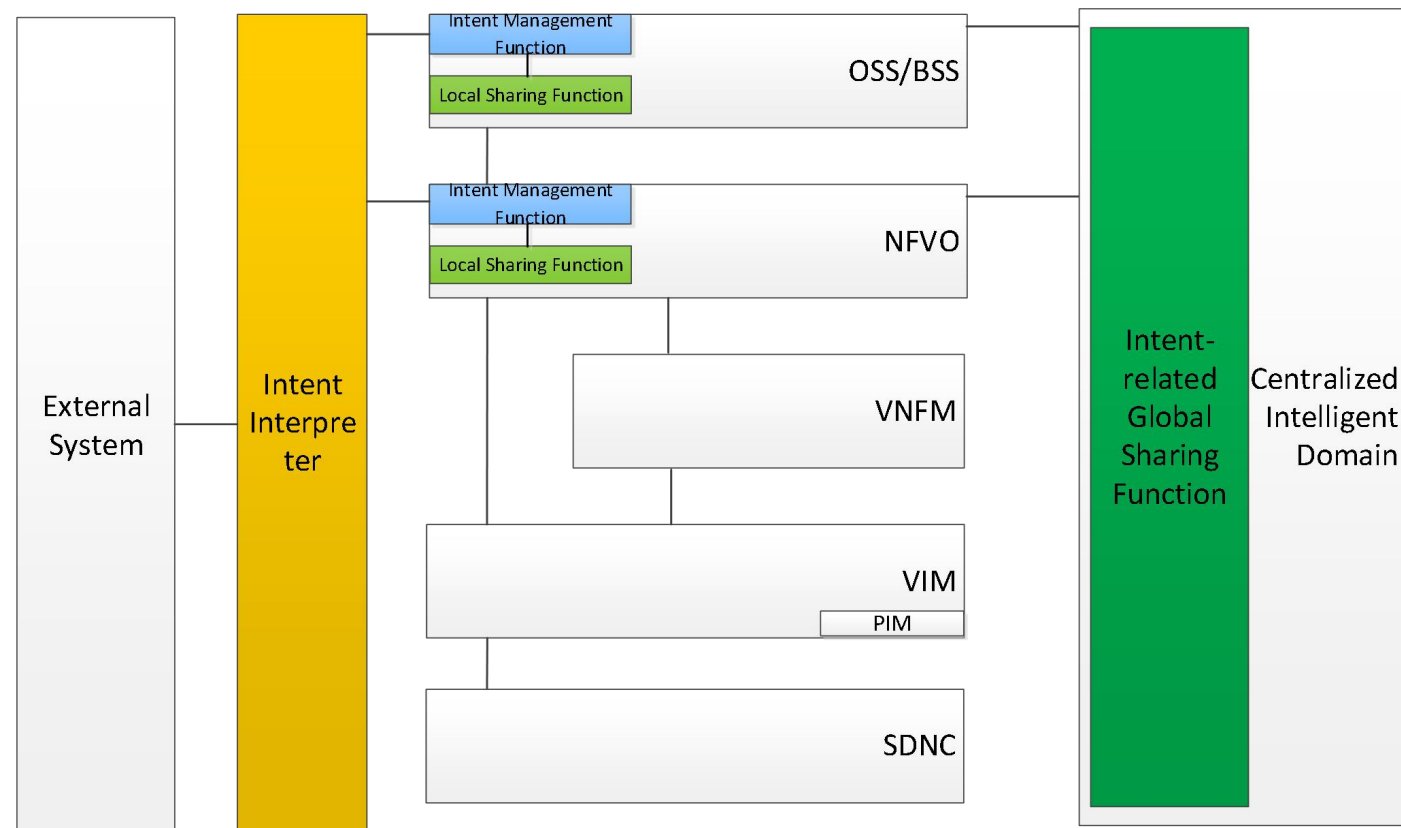 External
System
Intent
Interpre
ter
Intent Management
Function
Local Sharing Function
OSS/BSS
Intent Management
Function
Local Sharing Function
NFVO
VNFM
VIM
PIM
SDNC
Intent-
related
Global
Sharing
Function
Centralized
Intelligent
Domain